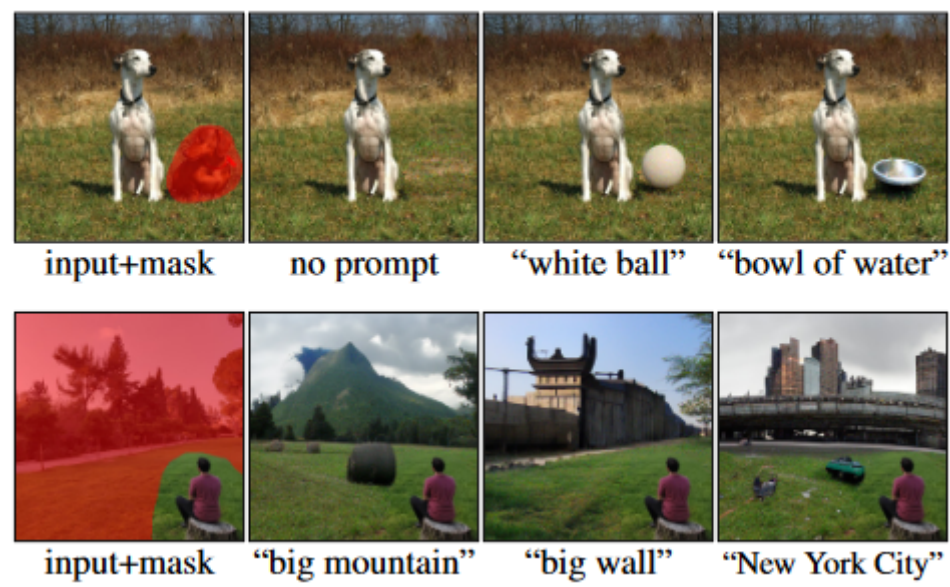 input+mask
no prompt
“white ball”
“bowl of water”
input+mask
“big mountain”
“big wall”
“New York City”